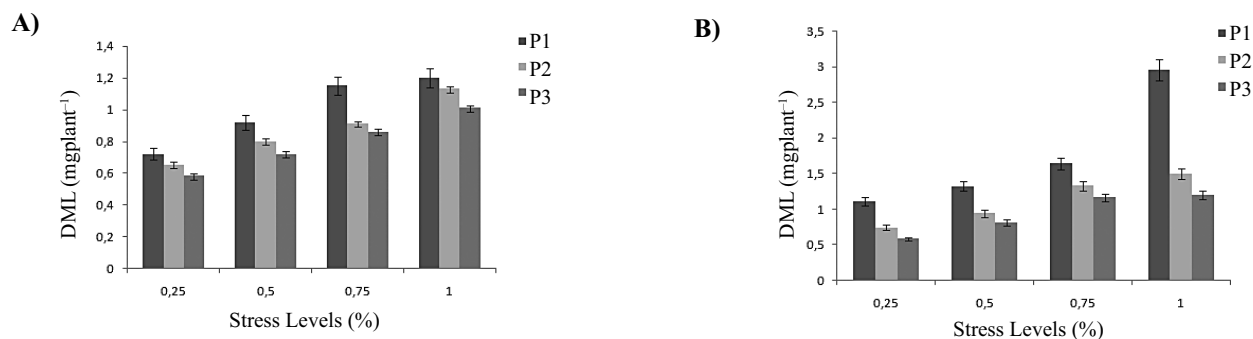 A)
1,4
1,2
1
0,8
0,6
0,4
0,2
0
DML (mgplant⁻¹)
0,25 0,5 0,75 1
Stress Levels (%)
P1
P2
P3
B)
3,5
3
2,5
2
1,5
1
0,5
0
DML (mgplant⁻¹)
0,25 0,5 0,75 1
Stress Levels (%)
P1
P2
P3